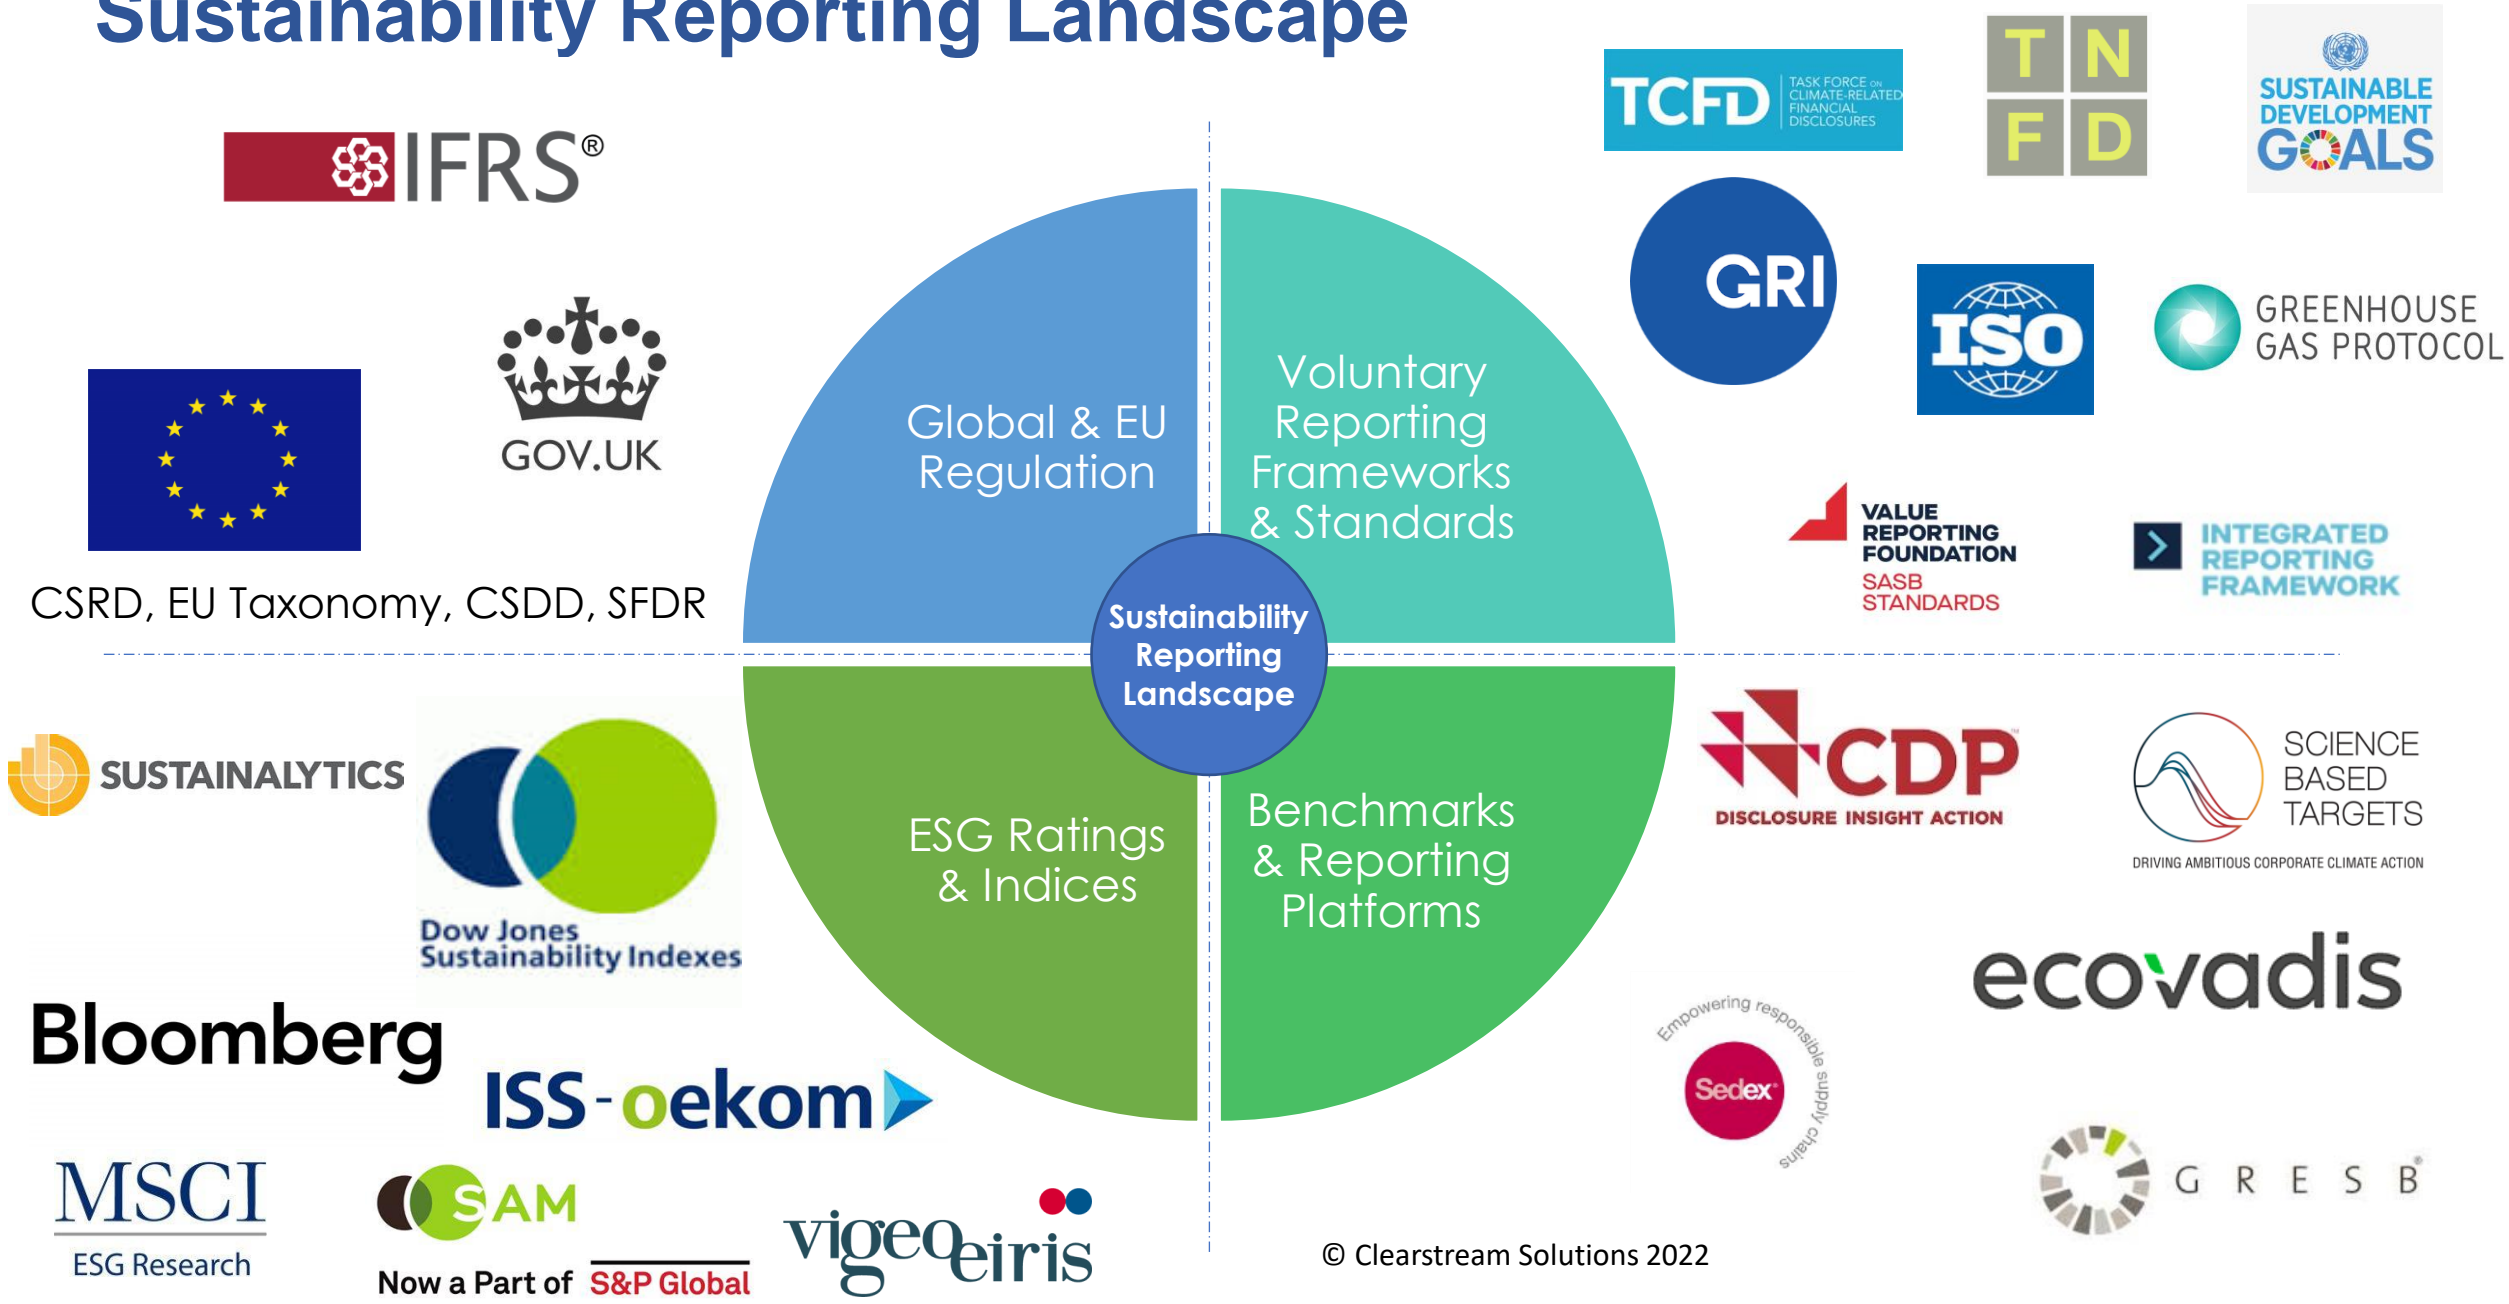 Sustainability Reporting Landscape
IFRS®
GOV.UK
CSRD, EU Taxonomy, CSDD, SFDR
Global & EU
Regulation
Voluntary
Reporting
Frameworks
& Standards
TCFD
TASK FORCE ON
CLIMATE-RELATED
FINANCIAL
DISCLOSURES
T N
F D
SUSTAINABLE
DEVELOPMENT
GOALS
GRI
ISO
GREENHOUSE
GAS PROTOCOL
VALUE
REPORTING
FOUNDATION
SASB
STANDARDS
INTEGRATED
REPORTING
FRAMEWORK
Sustainability
Reporting
Landscape
ESG Ratings
& Indices
Benchmarks
& Reporting
Platforms
SUSTAINALYTICS
Dow Jones
Sustainability Indexes
Bloomberg
ISS-oekom
MSCI
ESG Research
SAM
Now a Part of S&P Global
vigeoeiris
CDP
DISCLOSURE INSIGHT ACTION
SCIENCE
BASED
TARGETS
DRIVING AMBITIOUS CORPORATE CLIMATE ACTION
ecovadis
Empowering responsible supply chains
Sedex
GRESB®
© Clearstream Solutions 2022